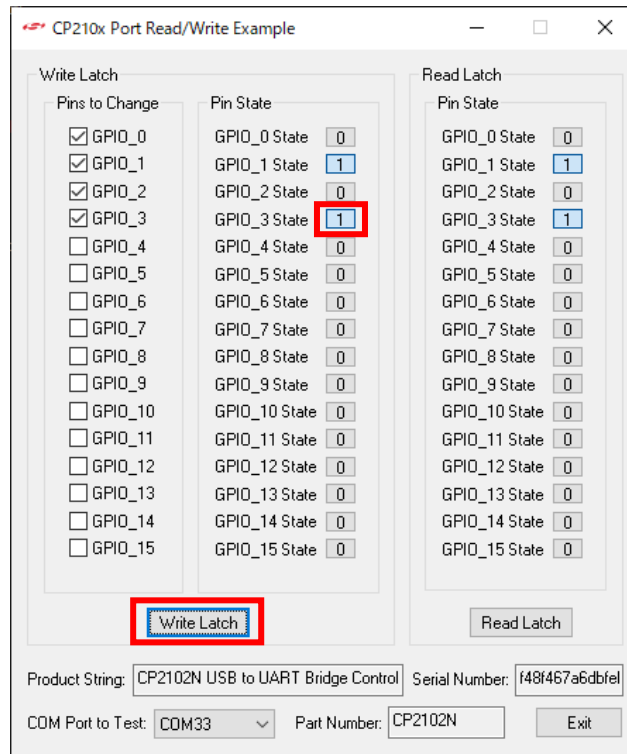 CP210x Port Read/Write Example
Write Latch
Read Latch
Pins to Change
Pin State
Pin State
GPIO_0 GPIO_0 State 0 GPIO_0 State 0
GPIO_1 GPIO_1 State 1 GPIO_1 State 1
GPIO_2 GPIO_2 State 0 GPIO_2 State 0
GPIO_3 GPIO_3 State 1 GPIO_3 State 1
GPIO_4 GPIO_4 State 0 GPIO_4 State 0
GPIO_5 GPIO_5 State 0 GPIO_5 State 0
GPIO_6 GPIO_6 State 0 GPIO_6 State 0
GPIO_7 GPIO_7 State 0 GPIO_7 State 0
GPIO_8 GPIO_8 State 0 GPIO_8 State 0
GPIO_9 GPIO_9 State 0 GPIO_9 State 0
GPIO_10 GPIO_10 State 0 GPIO_10 State 0
GPIO_11 GPIO_11 State 0 GPIO_11 State 0
GPIO_12 GPIO_12 State 0 GPIO_12 State 0
GPIO_13 GPIO_13 State 0 GPIO_13 State 0
GPIO_14 GPIO_14 State 0 GPIO_14 State 0
GPIO_15 GPIO_15 State 0 GPIO_15 State 0
Write Latch Read Latch
Product String: CP2102N USB to UART Bridge Control Serial Number: f48f467a6dbfel
COM Port to Test: COM33 Part Number: CP2102N Exit